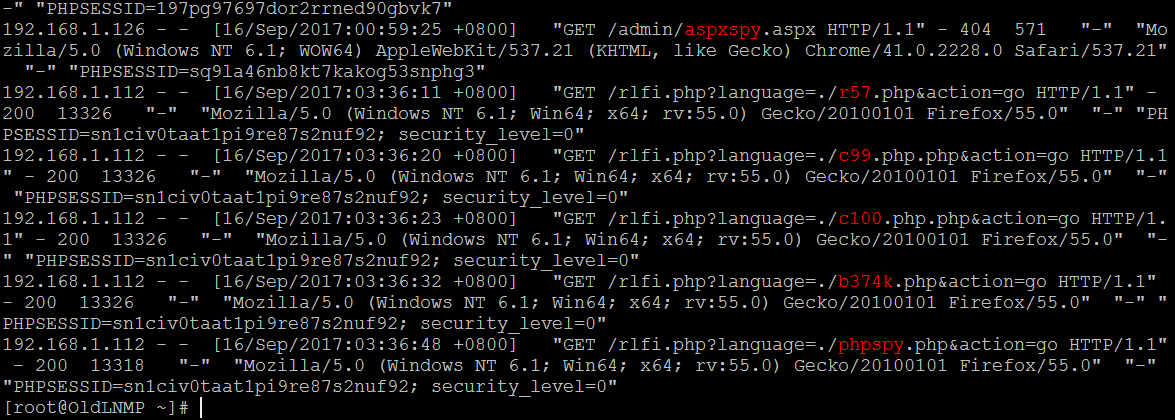 -" "PHPSESSID=197pg97697dor2rrned90gbvk7"
192.168.1.126 - - [16/Sep/2017:00:59:25 +0800] "GET /admin/aspxspy.aspx HTTP/1.1" - 404 571 "-" "Mo
zilla/5.0 (Windows NT 6.1; WOW64) AppleWebKit/537.21 (KHTML, like Gecko) Chrome/41.0.2228.0 Safari/537.21"
"-" "PHPSESSID=sq9la46nb8kt7kakog53snphg3"
192.168.1.112 - - [16/Sep/2017:03:36:11 +0800] "GET /rlfi.php?language=./r57.php&action=go HTTP/1.1" -
200 13326 "-" "Mozilla/5.0 (Windows NT 6.1; Win64; x64; rv:55.0) Gecko/20100101 Firefox/55.0" "-" "PH
PSESSID=sn1civ0taat1pi9re87s2nuf92; security_level=0"
192.168.1.112 - - [16/Sep/2017:03:36:20 +0800] "GET /rlfi.php?language=./c99.php.php&action=go HTTP/1.1
" - 200 13326 "-" "Mozilla/5.0 (Windows NT 6.1; Win64; x64; rv:55.0) Gecko/20100101 Firefox/55.0" "-"
"PHPSESSID=sn1civ0taat1pi9re87s2nuf92; security_level=0"
192.168.1.112 - - [16/Sep/2017:03:36:23 +0800] "GET /rlfi.php?language=./c100.php.php&action=go HTTP/1.
1" - 200 13326 "-" "Mozilla/5.0 (Windows NT 6.1; Win64; x64; rv:55.0) Gecko/20100101 Firefox/55.0" "-
" "PHPSESSID=sn1civ0taat1pi9re87s2nuf92; security_level=0"
192.168.1.112 - - [16/Sep/2017:03:36:32 +0800] "GET /rlfi.php?language=./b374k.php&action=go HTTP/1.1"
- 200 13326 "-" "Mozilla/5.0 (Windows NT 6.1; Win64; x64; rv:55.0) Gecko/20100101 Firefox/55.0" "-" "
PHPSESSID=sn1civ0taat1pi9re87s2nuf92; security_level=0"
192.168.1.112 - - [16/Sep/2017:03:36:48 +0800] "GET /rlfi.php?language=./phpspy.php&action=go HTTP/1.1"
- 200 13318 "-" "Mozilla/5.0 (Windows NT 6.1; Win64; x64; rv:55.0) Gecko/20100101 Firefox/55.0" "-"
"PHPSESSID=sn1civ0taat1pi9re87s2nuf92; security_level=0"
[root@OldLNMP ~]#